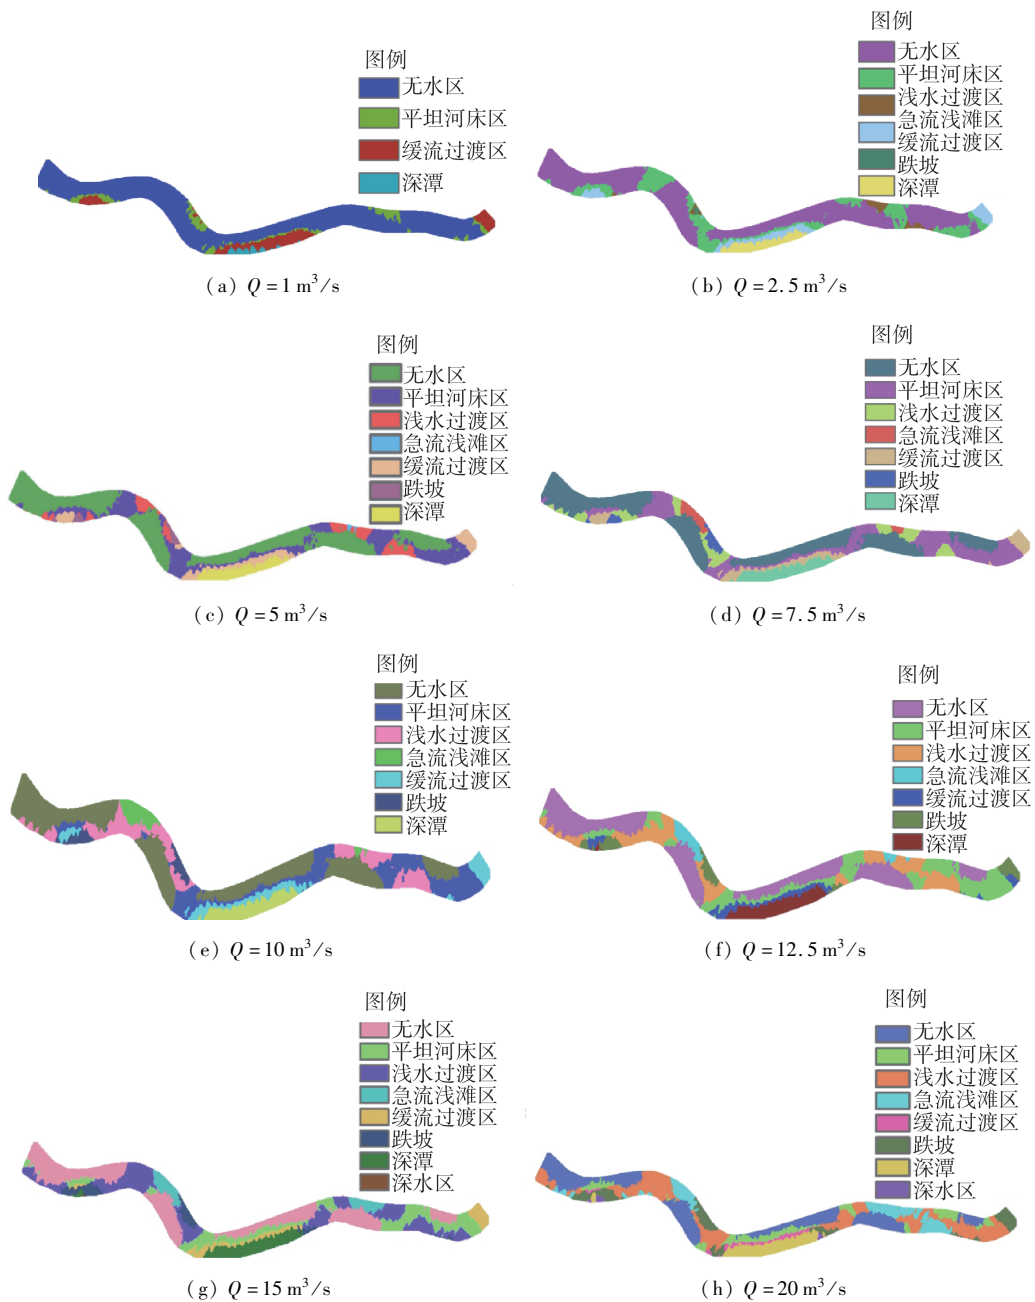 图例
无水区
平坦河床区
缓流过渡区
深潭
(a) Q = 1 m³/s
图例
无水区
平坦河床区
浅水过渡区
急流浅滩区
缓流过渡区
跌坡
深潭
(b) Q = 2.5 m³/s
图例
无水区
平坦河床区
浅水过渡区
急流浅滩区
缓流过渡区
跌坡
深潭
(c) Q = 5 m³/s
图例
无水区
平坦河床区
浅水过渡区
急流浅滩区
缓流过渡区
跌坡
深潭
(d) Q = 7.5 m³/s
图例
无水区
平坦河床区
浅水过渡区
急流浅滩区
缓流过渡区
跌坡
深潭
(e) Q = 10 m³/s
图例
无水区
平坦河床区
浅水过渡区
急流浅滩区
缓流过渡区
跌坡
深潭
(f) Q = 12.5 m³/s
图例
无水区
平坦河床区
浅水过渡区
急流浅滩区
缓流过渡区
跌坡
深潭
深水区
(g) Q = 15 m³/s
图例
无水区
平坦河床区
浅水过渡区
急流浅滩区
缓流过渡区
跌坡
深潭
深水区
(h) Q = 20 m³/s